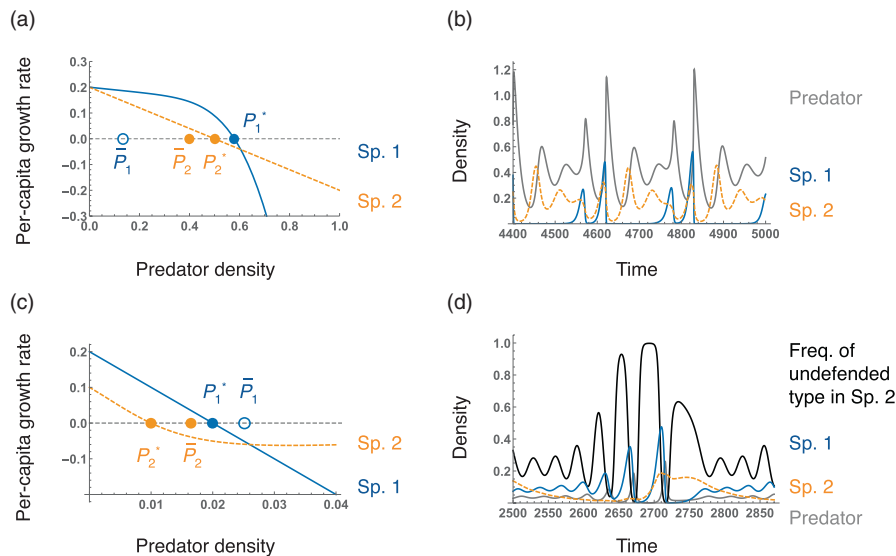 (a)
Per-capita growth rate
0.3
0.2
0.1
0.0
−0.1
−0.2
−0.3
0.0
0.2
0.4
0.6
0.8
1.0
P̅₁
P̅₂
P₂*
P₁*
Sp. 1
Sp. 2
Predator density
(b)
Density
1.2
1.0
0.8
0.6
0.4
0.2
4400
4500
4600
4700
4800
4900
5000
Predator
Sp. 1
Sp. 2
Time
(c)
Per-capita growth rate
0.2
0.1
0.0
−0.1
0.01
0.02
0.03
0.04
P₁*
P̅₁
P₂*
P̅₂
Sp. 2
Sp. 1
Predator density
(d)
Density
1.0
0.8
0.6
0.4
0.2
2500
2550
2600
2650
2700
2750
2800
2850
Freq. of
undefended
type in Sp. 2
Sp. 1
Sp. 2
Predator
Time